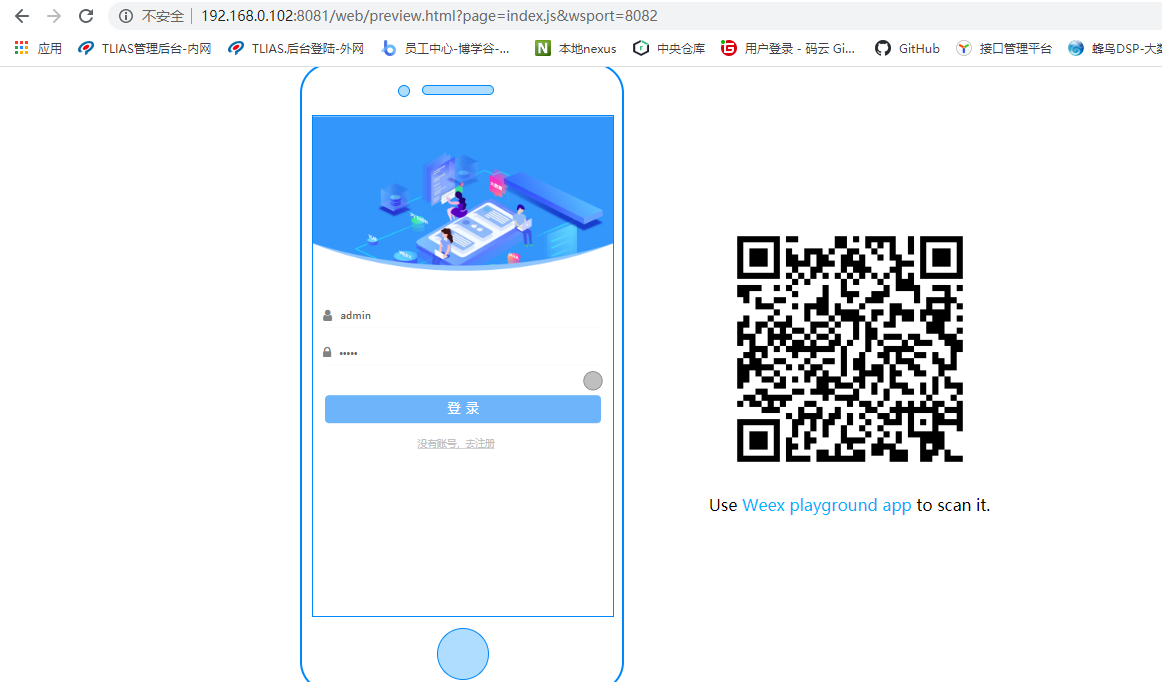 不安全 192.168.0.102:8081/web/preview.html?page=index.js&wsport=8082
应用 TLIAS管理后台-内网 TLIAS.后台登陆-外网 员工中心-博学谷-... 本地nexus 中央仓库 用户登录 - 码云 Gi... GitHub 接口管理平台 蜂鸟DSP-大数
admin
•••••
登 录
没有账号，去注册
Use Weex playground app to scan it.